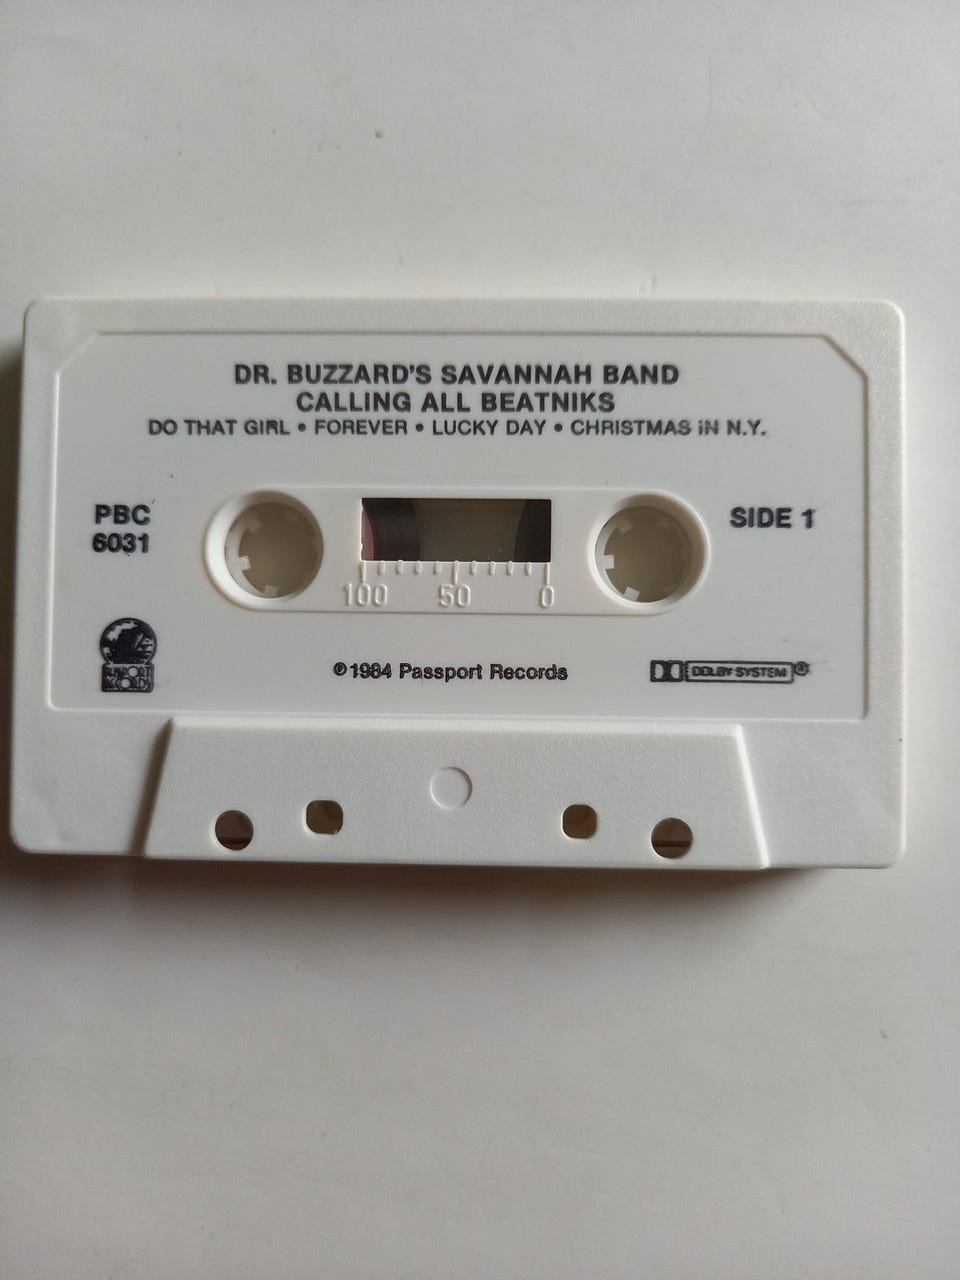 DR. BUZZARD'S SAVANNAH BAND
CALLING ALL BEATNIKS
DO THAT GIRL • FOREVER • LUCKY DAY • CHRISTMAS IN N.Y.
PBC
6031
SIDE 1
100 50 0
℗1984 Passport Records
DOLBY SYSTEM®